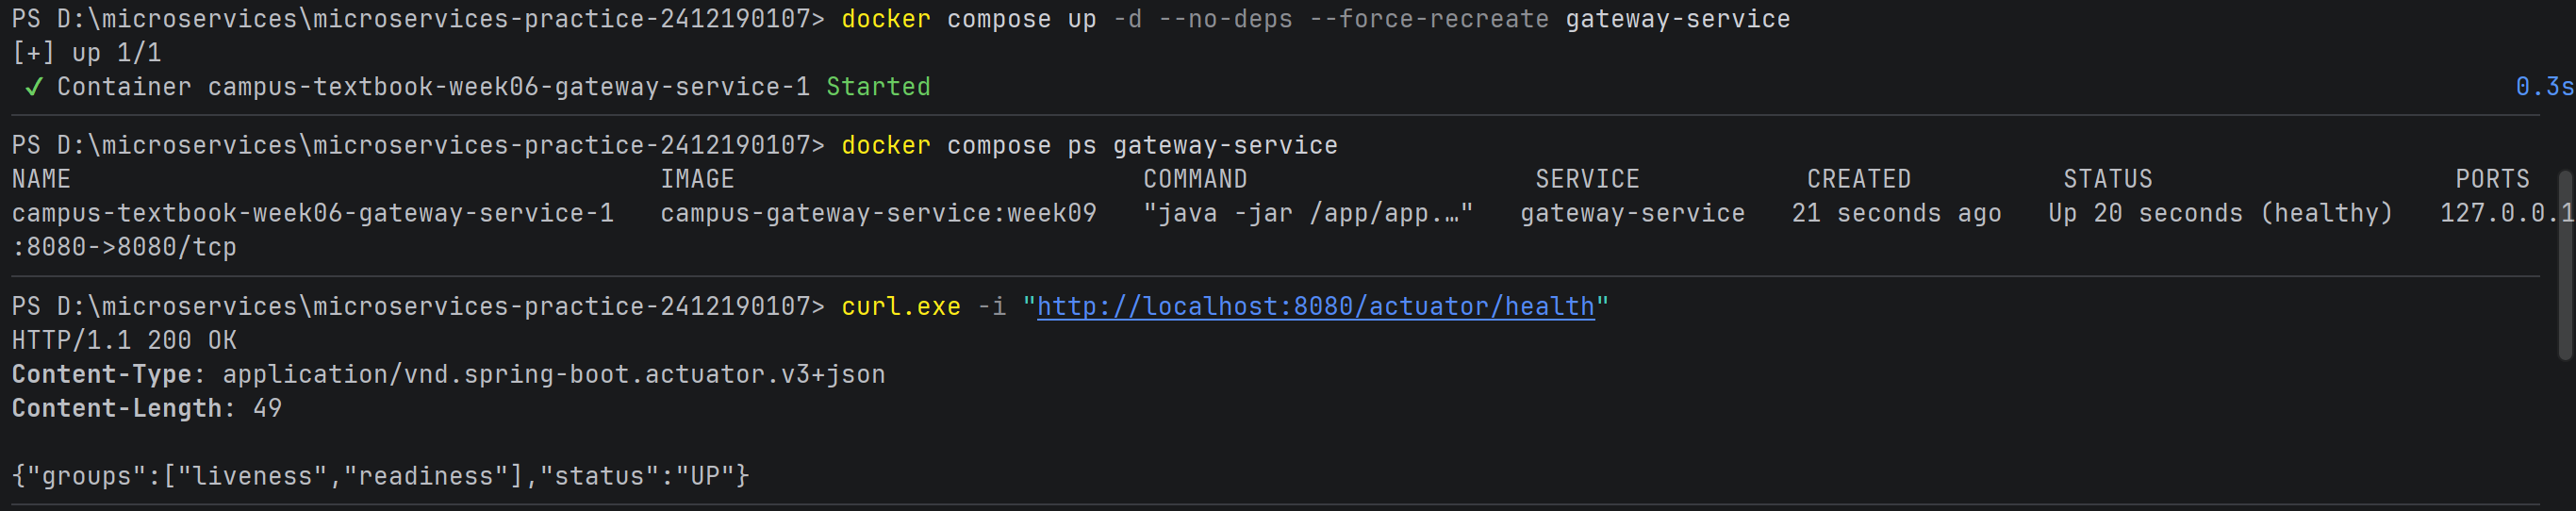 PS D:\microservices\microservices-practice-2412190107> docker compose up -d --no-deps --force-recreate gateway-service
[+] up 1/1
✓ Container campus-textbook-week06-gateway-service-1 Started 0.3s
PS D:\microservices\microservices-practice-2412190107> docker compose ps gateway-service
NAME IMAGE COMMAND SERVICE CREATED STATUS PORTS
campus-textbook-week06-gateway-service-1 campus-gateway-service:week09 "java -jar /app/app.…" gateway-service 21 seconds ago Up 20 seconds (healthy) 127.0.0.1
:8080->8080/tcp
PS D:\microservices\microservices-practice-2412190107> curl.exe -i "http://localhost:8080/actuator/health"
HTTP/1.1 200 OK
Content-Type: application/vnd.spring-boot.actuator.v3+json
Content-Length: 49
{"groups":["liveness","readiness"],"status":"UP"}